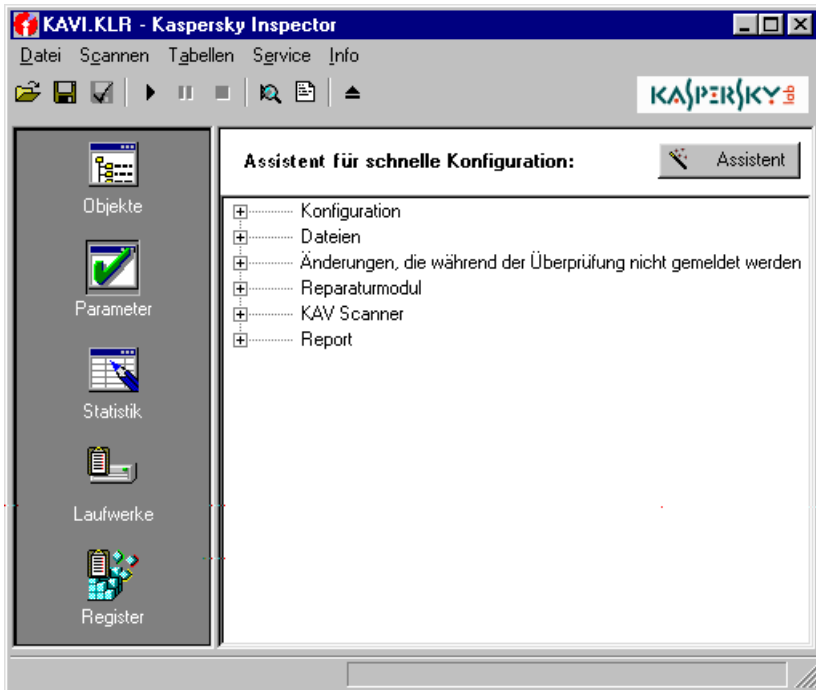 KAVI.KLR - Kaspersky Inspector
Datei Scannen Tabellen Service Info
KASPERSKY lab
Objekte
Parameter
Statistik
Laufwerke
Register
Assistent für schnelle Konfiguration:
Assistent
Konfiguration
Dateien
Änderungen, die während der Überprüfung nicht gemeldet werden
Reparaturmodul
KAV Scanner
Report